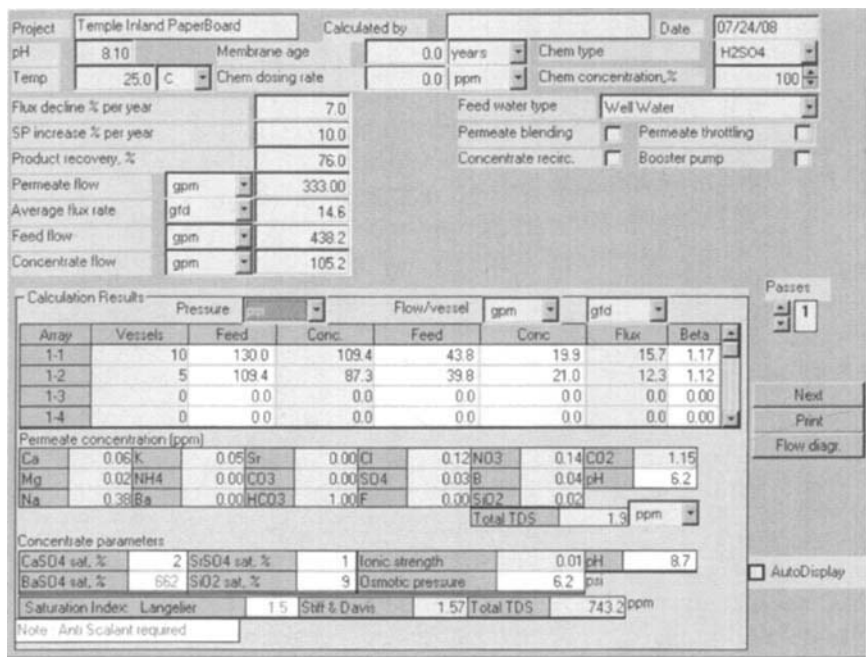 Project Temple Inland PaperBoard Calculated by Date 07/24/08
pH 8.10 Membrane age 0.0 years Chem type H2SO4
Temp 25.0 C Chem dosing rate 0.0 ppm Chem concentration,% 100
Flux decline % per year 7.0 Feed water type Well Water
SP increase % per year 10.0 Permeate blending Permeate throttling
Product recovery, % 76.0 Concentrate recirc. Booster pump
Permeate flow gpm 333.00
Average flux rate gfd 14.6
Feed flow gpm 438.2
Concentrate flow gpm 105.2
Passes
1
Calculation Results
Pressure Flow/vessel gpm gfd
Array Vessels Feed Conc. Feed Conc Flux Beta
1-1 10 130.0 109.4 43.8 19.9 15.7 1.17
1-2 5 109.4 87.3 39.8 21.0 12.3 1.12
1-3 0 0.0 0.0 0.0 0.0 0.0 0.00
1-4 0 0.0 0.0 0.0 0.0 0.0 0.00
Next
Print
Flow diagr.
Permeate concentration (ppm)
Ca 0.06 K 0.05 Sr 0.00 Cl 0.12 NO3 0.14 CO2 1.15
Mg 0.02 NH4 0.00 CO3 0.00 SO4 0.03 B 0.04 pH 6.2
Na 0.38 Ba 0.00 HCO3 1.00 F 0.00 SiO2 0.02
Total TDS 1.9 ppm
Concentrate parameters
CaSO4 sat, % 2 SrSO4 sat, % 1 Ionic strength 0.01 pH 8.7
BaSO4 sat, % 662 SiO2 sat, % 9 Osmotic pressure 6.2 psi
AutoDisplay
Saturation Index: Langelier 1.5 Stiff & Davis 1.57 Total TDS 743.2 ppm
Note: Anti Scalant required